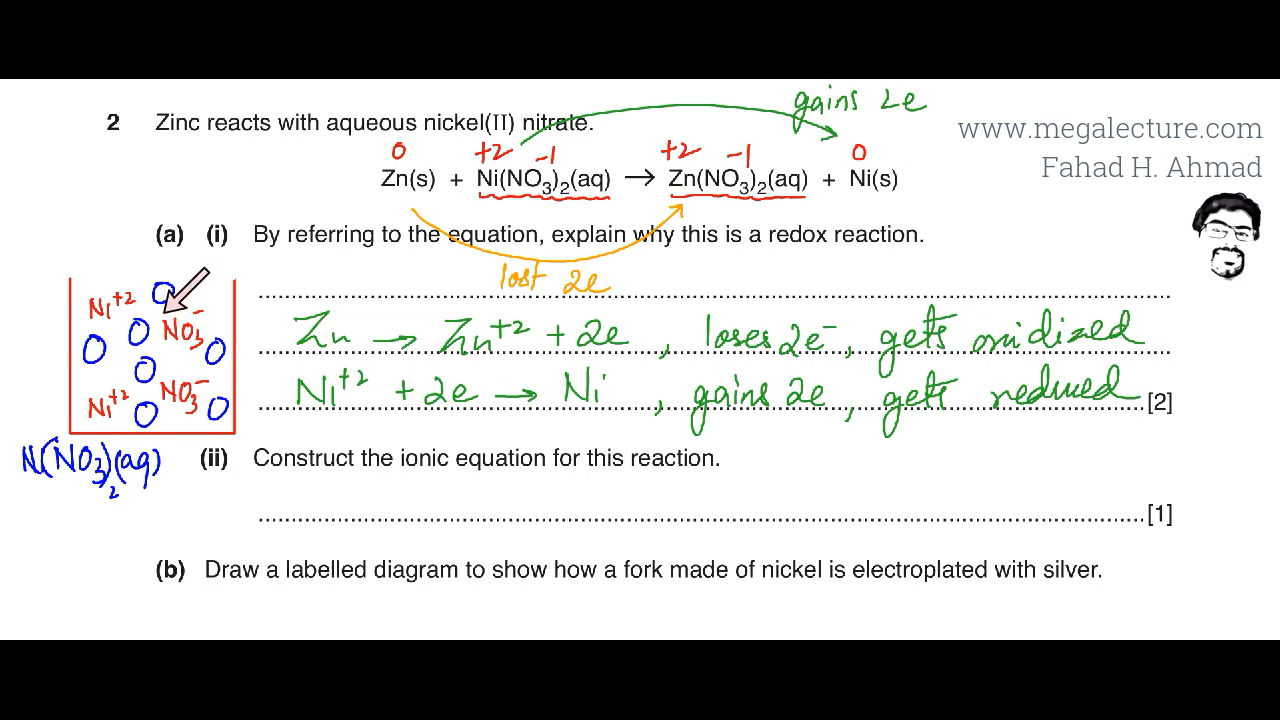 gains 2e
2 Zinc reacts with aqueous nickel(II) nitrate.
www.megalecture.com
Fahad H. Ahmad
0 +2 -1 +2 -1 0
Zn(s) + Ni(NO3)2(aq) → Zn(NO3)2(aq) + Ni(s)
(a) (i) By referring to the equation, explain why this is a redox reaction.
lost 2e
Ni+2 NO3-
Zn → Zn+2 + 2e , loses 2e-, gets oxidized
Ni+2 + 2e → Ni , gains 2e, gets reduced [2]
Ni+2 NO3-
N(NO3)2(aq)
(ii) Construct the ionic equation for this reaction.
[1]
(b) Draw a labelled diagram to show how a fork made of nickel is electroplated with silver.